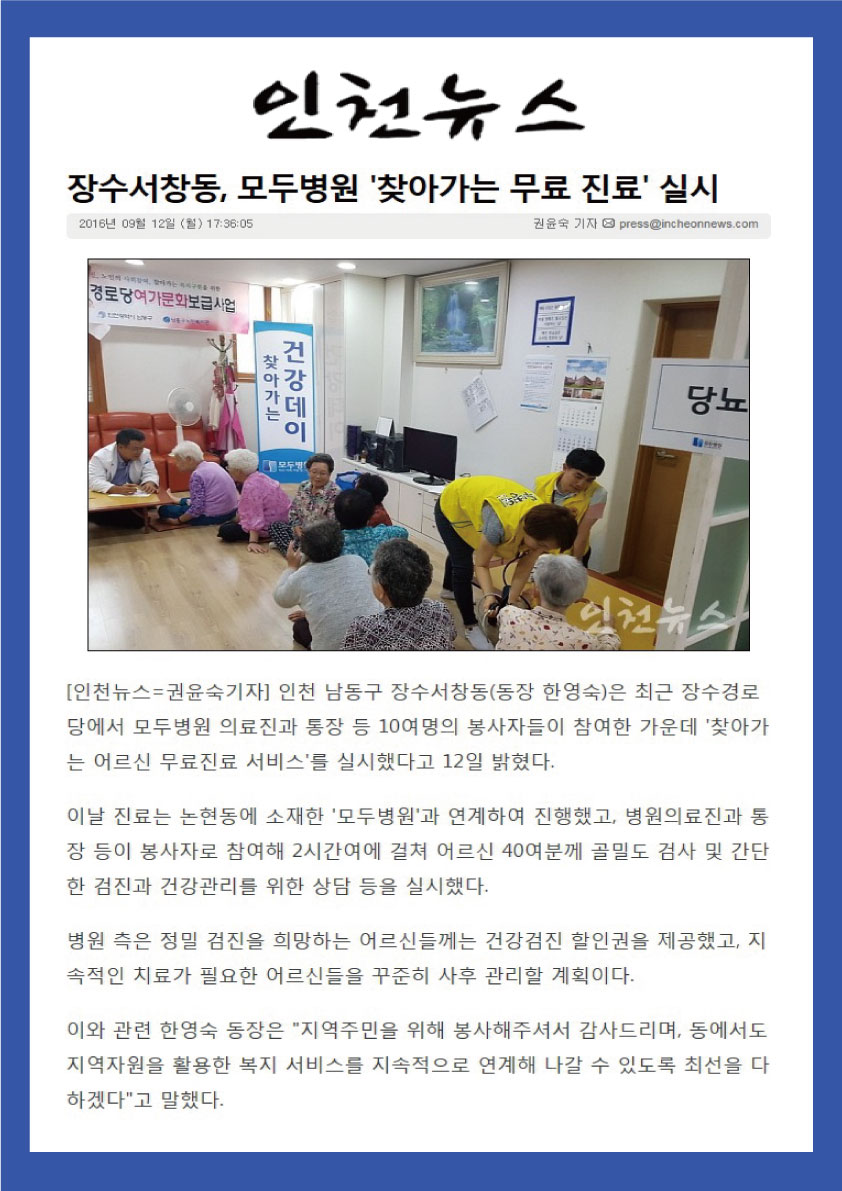 인천뉴스
장수서창동, 모두병원 '찾아가는 무료 진료' 실시
2016년 09월 12일 (월) 17:36:05 권윤숙 기자 press@incheonnews.com
경로당여가문화보급사업
찾아가는
건강데이
모두병원
당뇨
인천뉴스
[인천뉴스=권윤숙기자] 인천 남동구 장수서창동(동장 한영숙)은 최근 장수경로
당에서 모두병원 의료진과 통장 등 10여명의 봉사자들이 참여한 가운데 '찾아가
는 어르신 무료진료 서비스'를 실시했다고 12일 밝혔다.
이날 진료는 논현동에 소재한 '모두병원'과 연계하여 진행했고, 병원의료진과 통
장 등이 봉사자로 참여해 2시간여에 걸쳐 어르신 40여분께 골밀도 검사 및 간단
한 검진과 건강관리를 위한 상담 등을 실시했다.
병원 측은 정밀 검진을 희망하는 어르신들께는 건강검진 할인권을 제공했고, 지
속적인 치료가 필요한 어르신들을 꾸준히 사후 관리할 계획이다.
이와 관련 한영숙 동장은 "지역주민을 위해 봉사해주셔서 감사드리며, 동에서도
지역자원을 활용한 복지 서비스를 지속적으로 연계해 나갈 수 있도록 최선을 다
하겠다"고 말했다.